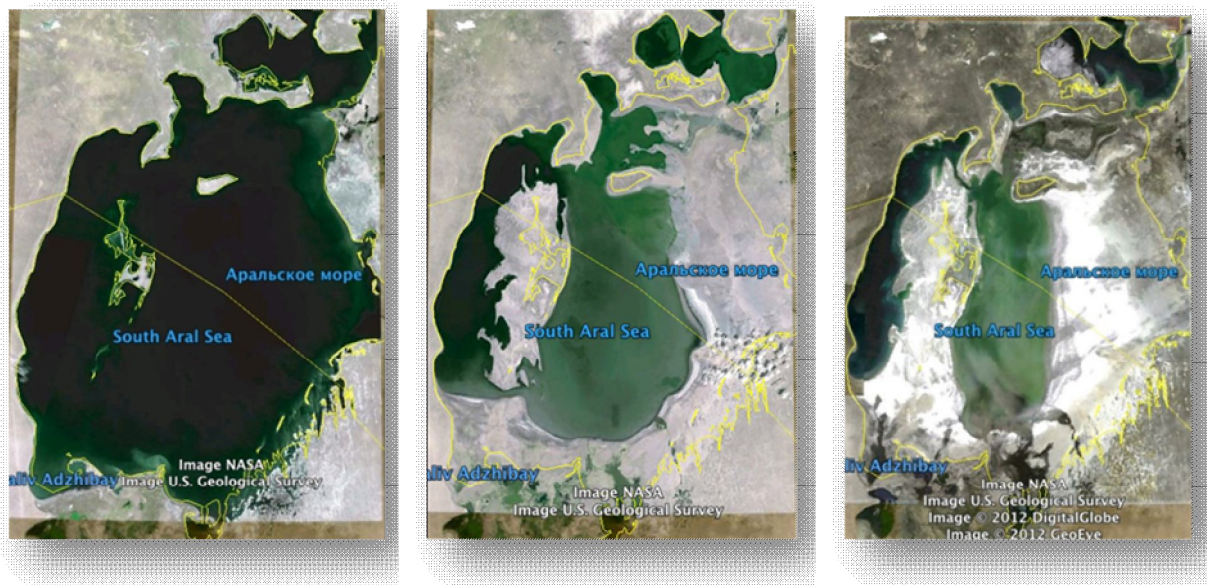 Аральское море
South Aral Sea
Image NASA
aliv Adzhibay
Image U.S. Geological Survey
Аральское море
South Aral Sea
aliv Adzhibay
Image NASA
Image U.S. Geological Survey
Аральское море
South Aral Sea
liv Adzhibay
Image NASA
Image U.S. Geological Survey
Image © 2012 DigitalGlobe
Image © 2012 GeoEye